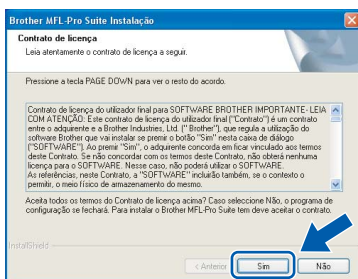 Brother MFL-Pro Suite Instalação
Contrato de licença
Leia atentamente o contrato de licença a seguir.
Pressione a tecla PAGE DOWN para ver o resto do acordo.
Contrato de licença do utilizador final para SOFTWARE BROTHER IMPORTANTE - LEIA
COM ATENÇÃO: Este contrato de licença do utilizador final ("Contrato") é um contrato
entre o adquirente e a Brother Industries, Ltd. (" Brother"), que regula a utilização do
software Brother que vai instalar se premir o botão "Sim" nesta caixa de diálogo
("SOFTWARE"). Ao premir "Sim", o adquirente concorda em ficar vinculado aos termos
deste Contrato. Se não concordar com os termos deste Contrato, não obterá nenhuma
licença para o SOFTWARE. Nesse caso, não poderá utilizar o SOFTWARE.
As referências, neste Contrato, a "SOFTWARE" incluirão também, se o contexto o
permitir, o meio físico de armazenamento do mesmo.
Aceita todos os termos do Contrato de licença acima? Caso seleccione Não, o programa de
configuração se fechará. Para instalar o Brother MFL-Pro Suite tem deve aceitar o contrato.
InstallShield
< Anterior
Sim
Não